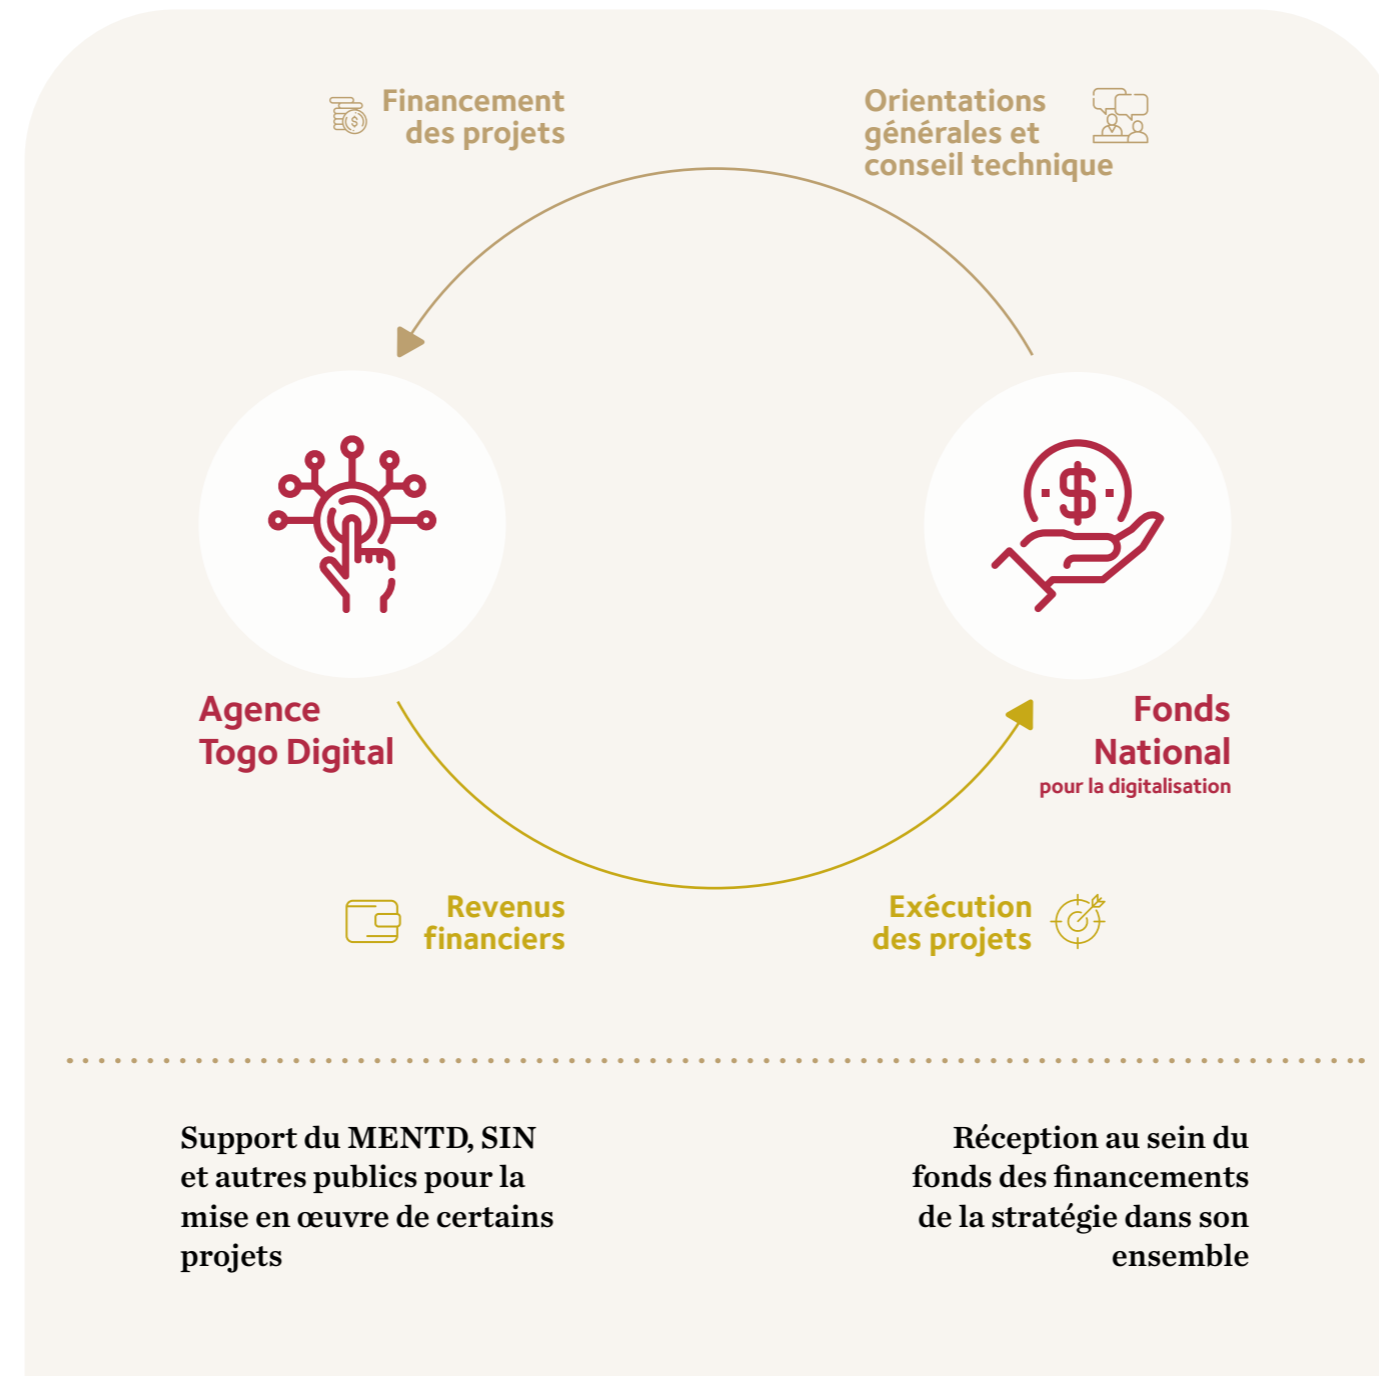 Financement
des projets
Orientations
générales et
conseil technique
Agence
Togo Digital
Fonds
National
pour la digitalisation
Revenus
financiers
Exécution
des projets
Support du MENTD, SIN
et autres publics pour la
mise en œuvre de certains
projets
Réception au sein du
fonds des financements
de la stratégie dans son
ensemble